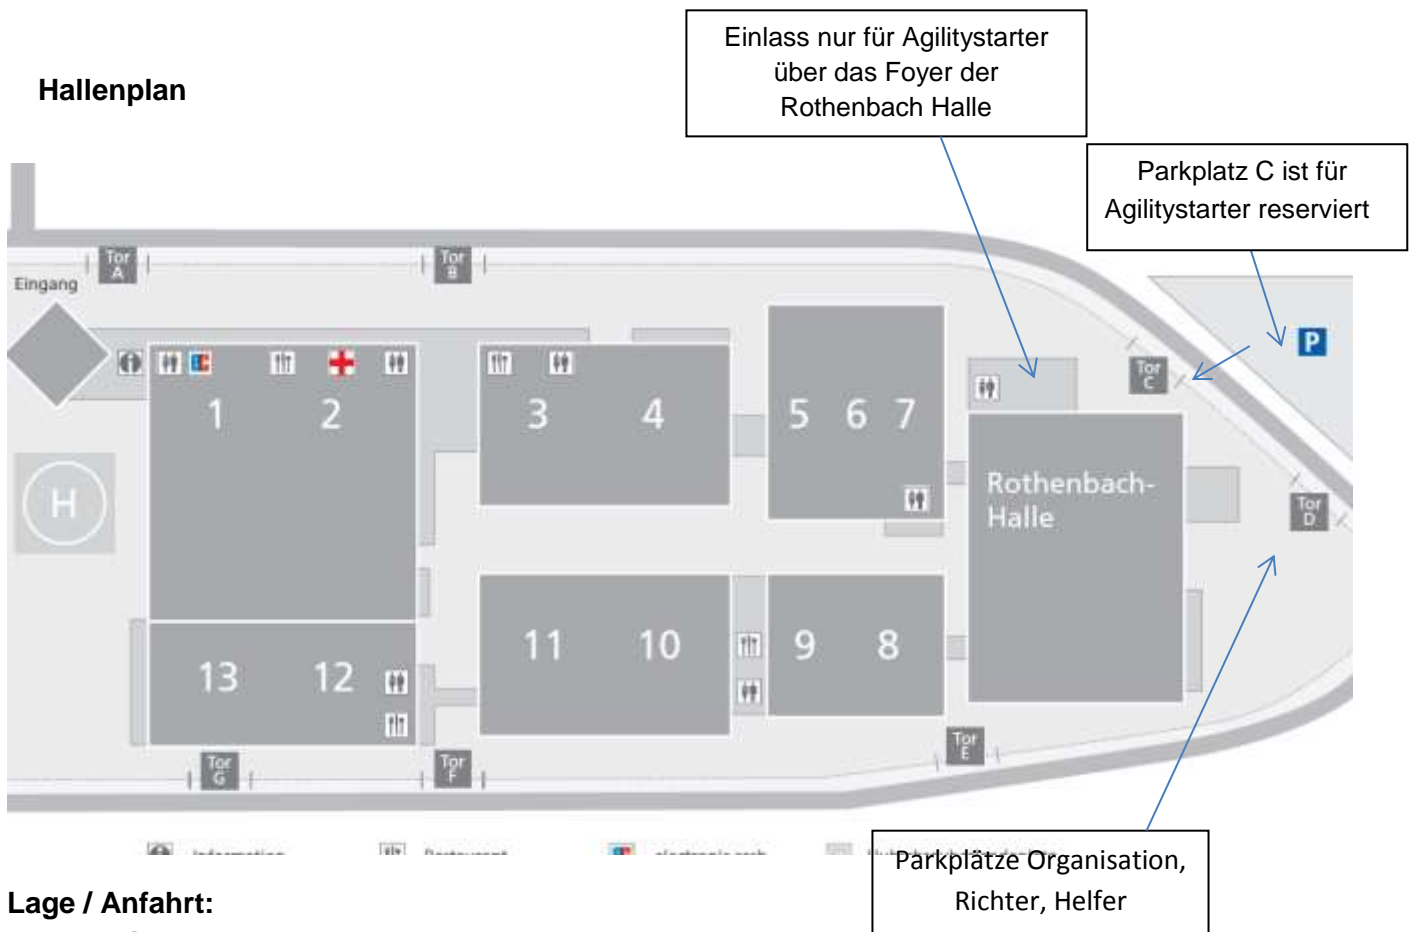 Einlass nur für Agilitystarter
über das Foyer der
Rothenbach Halle
Hallenplan
Parkplatz C ist für
Agilitystarter reserviert
Tor
A
Tor
B
Eingang
P
Tor
C
1
2
3
4
5 6 7
H
Rothenbach-
Halle
Tor
D
11
10
9
8
13
12
Tor
G
Tor
F
Tor
E
Parkplätze Organisation,
Richter, Helfer
Lage / Anfahrt: